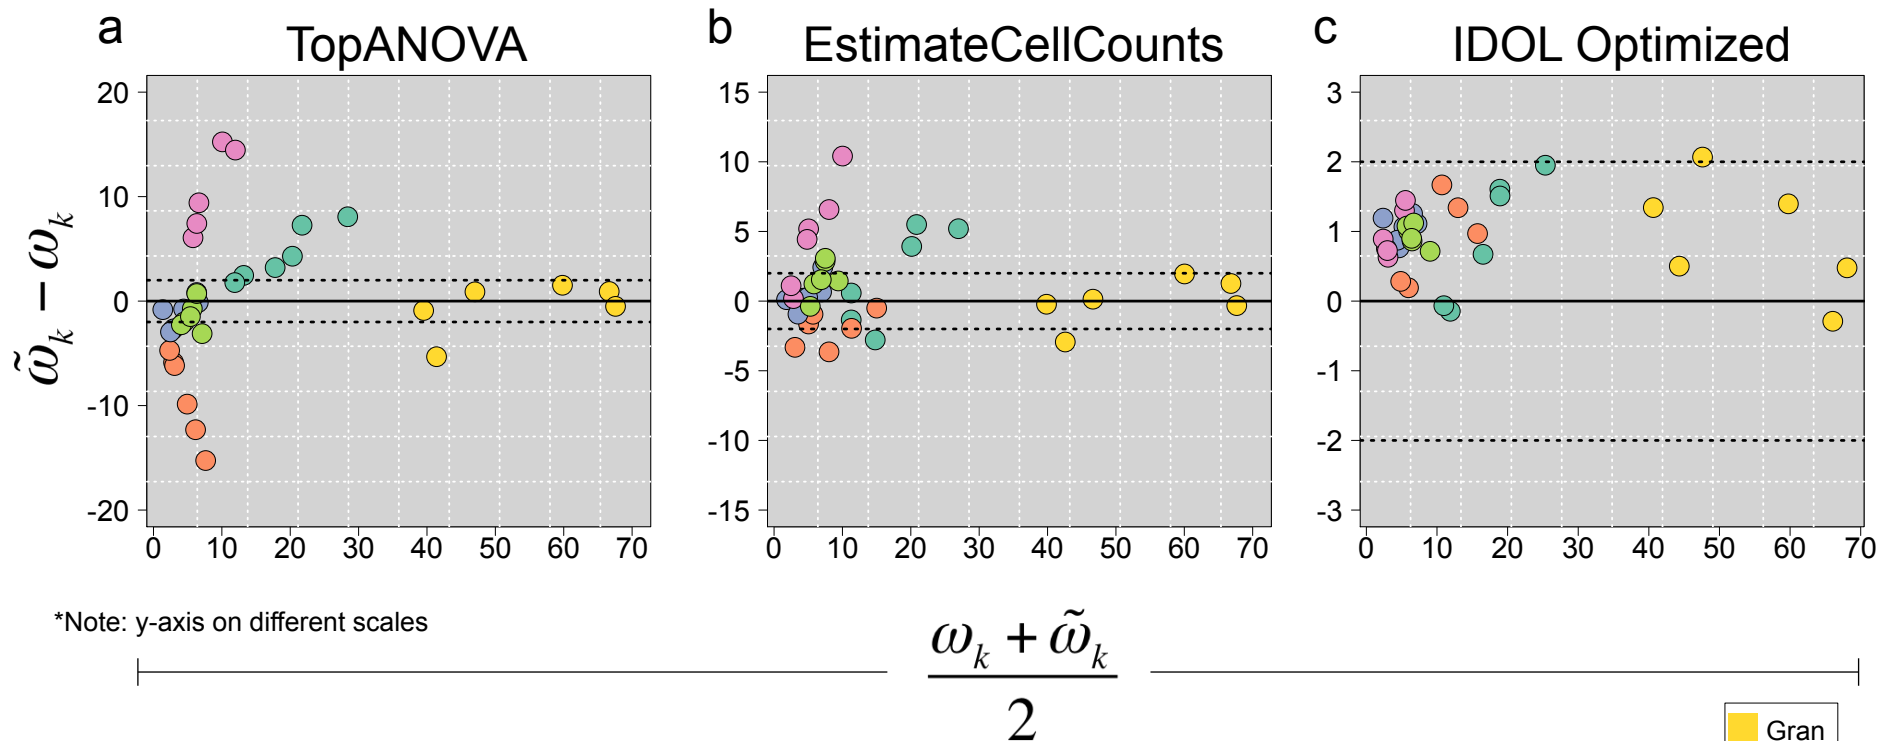 a TopANOVA
b EstimateCellCounts
c IDOL Optimized
20
10
0
-10
-20
15
10
5
0
-5
-10
-15
3
2
1
0
-1
-2
-3
ω̃k − ωk
0 10 20 30 40 50 60 70
0 10 20 30 40 50 60 70
0 10 20 30 40 50 60 70
*Note: y-axis on different scales
ωk + ω̃k
2
Gran